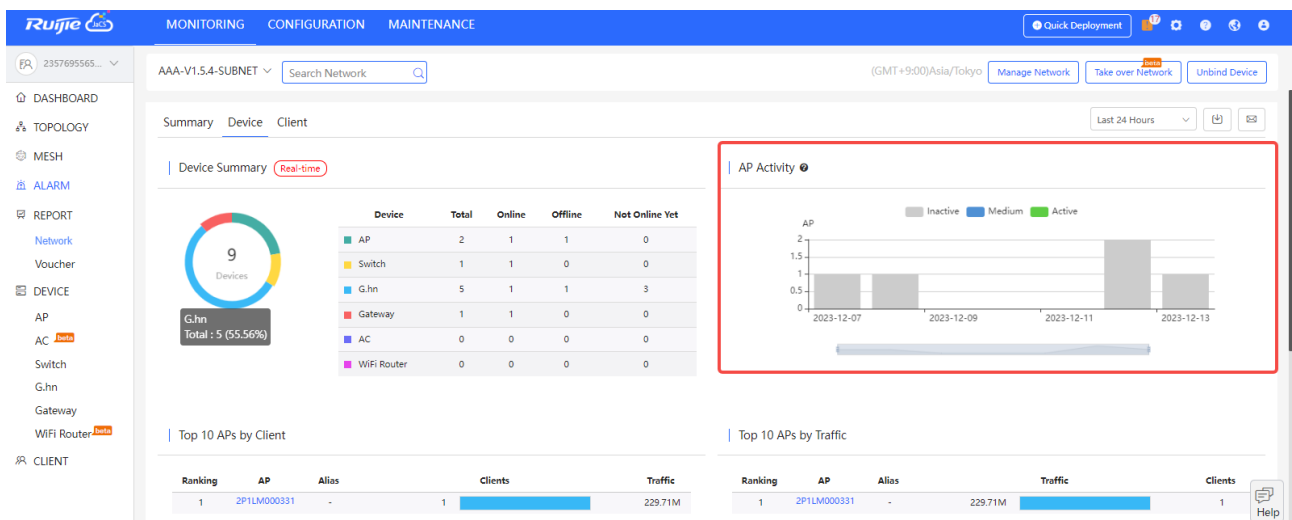 Ruijie JaCS MONITORING CONFIGURATION MAINTENANCE Quick Deployment 17
2357695565...
AAA-V1.5.4-SUBNET Search Network (GMT+9:00)Asia/Tokyo Manage Network Take over Network beta Unbind Device
DASHBOARD
TOPOLOGY
MESH
ALARM
REPORT
Network
Voucher
DEVICE
AP
AC beta
Switch
G.hn
Gateway
WiFi Router beta
CLIENT
Summary Device Client Last 24 Hours
Device Summary Real-time
9
Devices
G.hn
Total : 5 (55.56%)
Device Total Online Offline Not Online Yet
AP 2 1 1 0
Switch 1 1 0 0
G.hn 5 1 1 3
Gateway 1 1 0 0
AC 0 0 0 0
WiFi Router 0 0 0 0
AP Activity
Inactive Medium Active
AP
2
1.5
1
0.5
0
2023-12-07 2023-12-09 2023-12-11 2023-12-13
Top 10 APs by Client
Ranking AP Alias Clients Traffic
1 2P1LM000331 - 1 229.71M
Top 10 APs by Traffic
Ranking AP Alias Traffic Clients
1 2P1LM000331 - 229.71M 1
Help